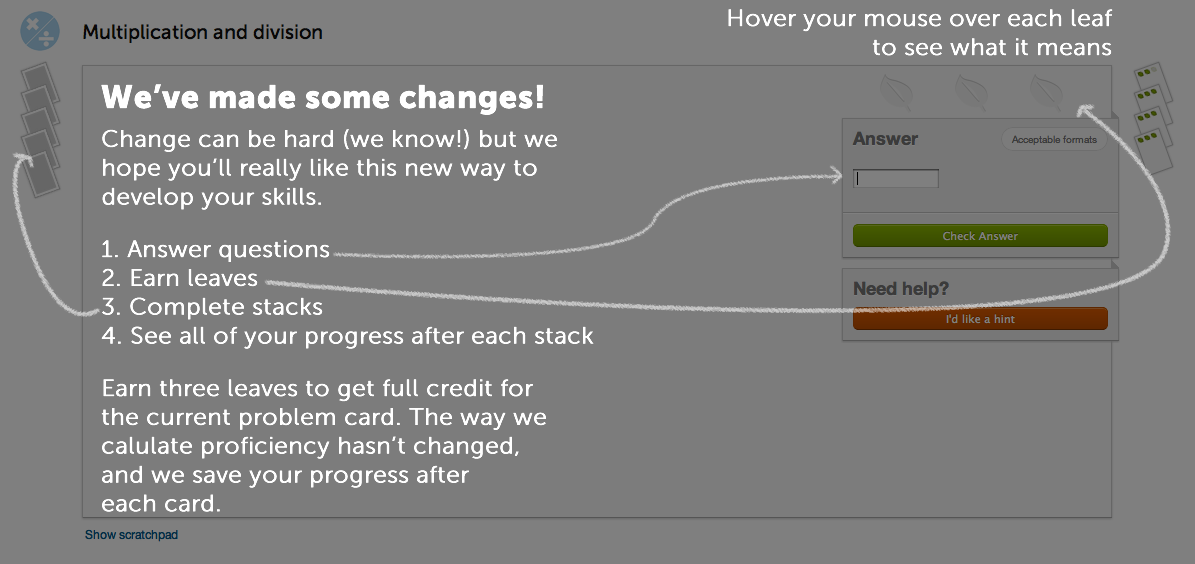 Multiplication and division
Hover your mouse over each leaf
to see what it means
We've made some changes!
Change can be hard (we know!) but we
hope you'll really like this new way to
develop your skills.
1. Answer questions
2. Earn leaves
3. Complete stacks
4. See all of your progress after each stack
Earn three leaves to get full credit for
the current problem card. The way we
calulate proficiency hasn't changed,
and we save your progress after
each card.
Answer
Acceptable formats
Check Answer
Need help?
I'd like a hint
Show scratchpad